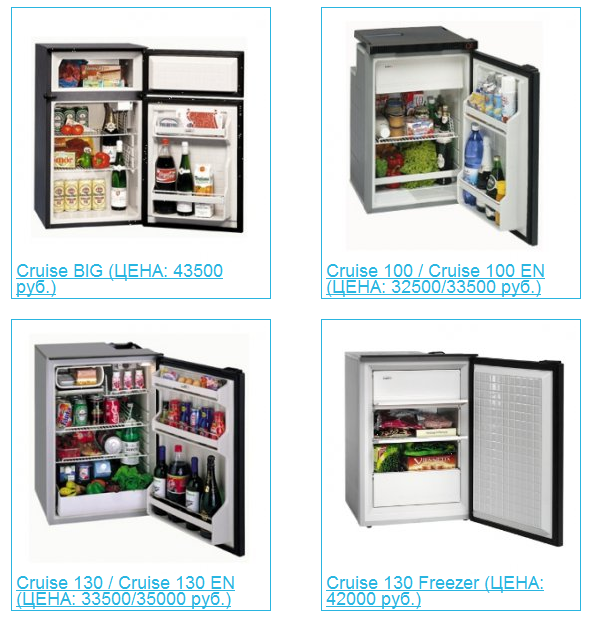 Cruise BIG (ЦЕНА: 43500
руб.)
Cruise 100 / Cruise 100 EN
(ЦЕНА: 32500/33500 руб.)
Cruise 130 / Cruise 130 EN
(ЦЕНА: 33500/35000 руб.)
Cruise 130 Freezer (ЦЕНА:
42000 руб.)